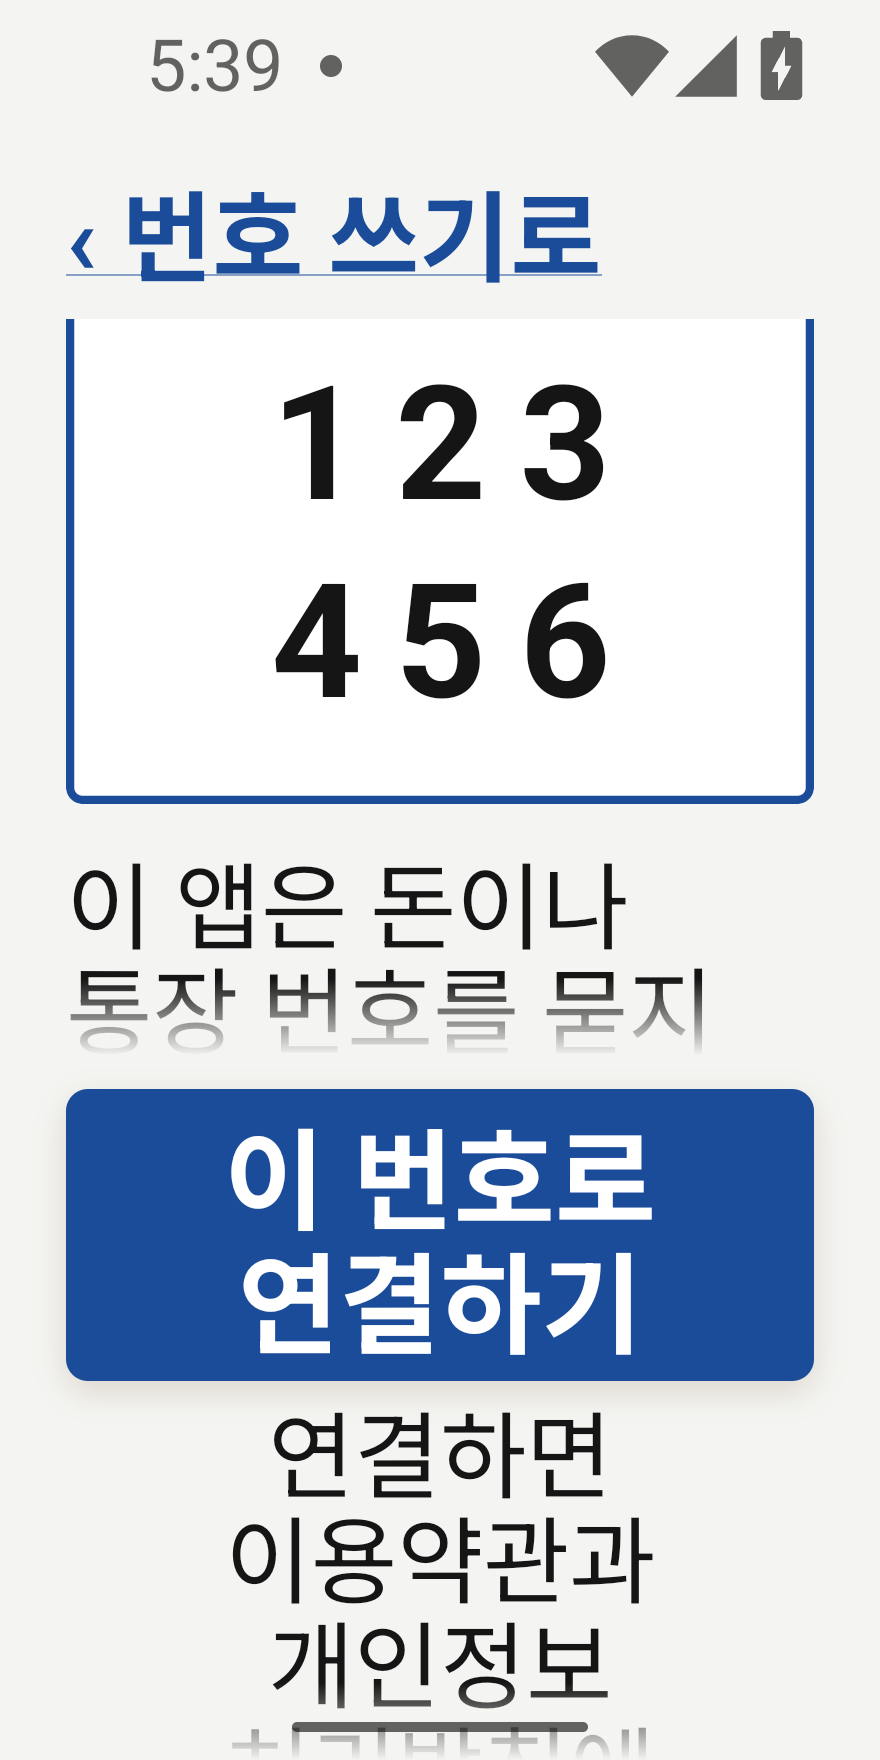 5:39
‹ 번호 쓰기로
1 2 3
4 5 6
이 앱은 돈이나
통장 번호를 묻지
이 번호로
연결하기
연결하면
이용약관과
개인정보